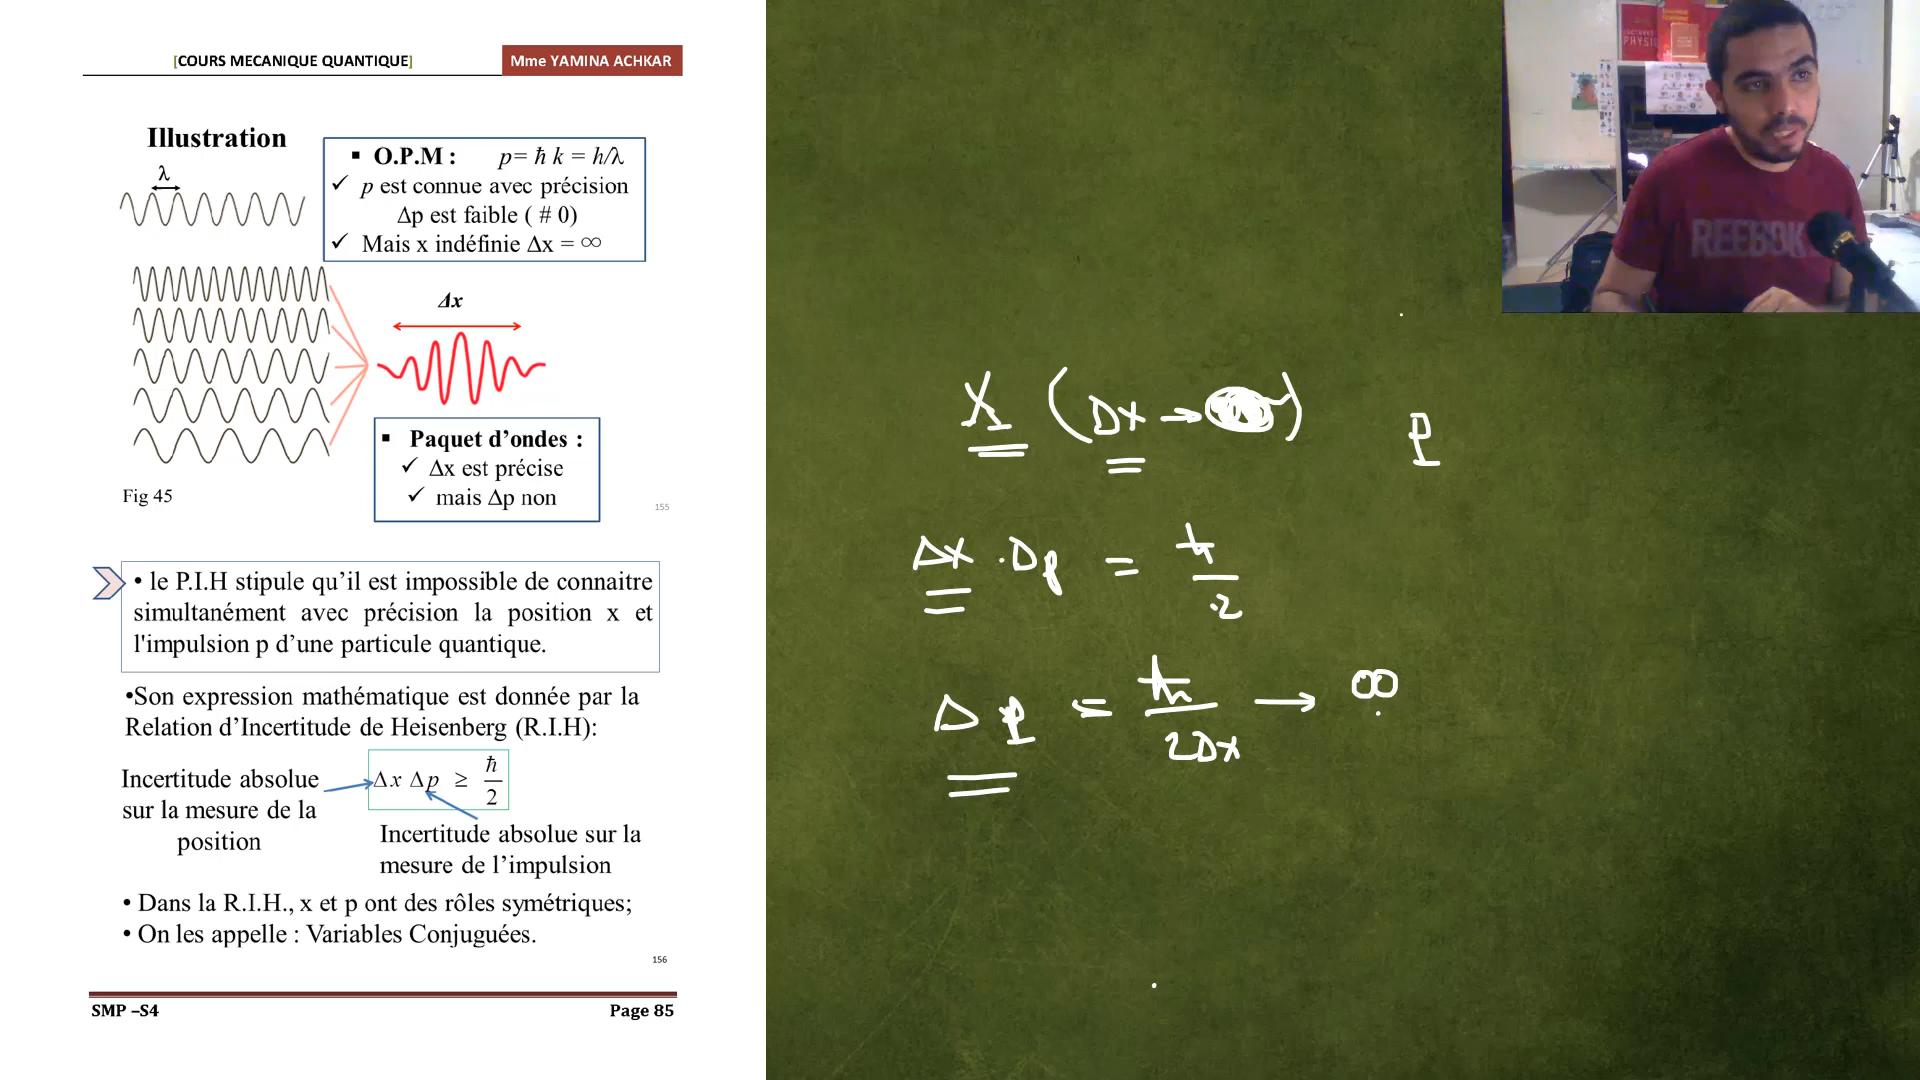 [COURS MECANIQUE QUANTIQUE]
Mme YAMINA ACHKAR
Illustration
λ
▪ O.P.M : p= ħ k = h/λ
✓ p est connue avec précision
Δp est faible ( # 0)
✓ Mais x indéfinie Δx = ∞
Δx
▪ Paquet d’ondes :
✓ Δx est précise
✓ mais Δp non
Fig 45
155
• le P.I.H stipule qu’il est impossible de connaitre
simultanément avec précision la position x et
l'impulsion p d’une particule quantique.
•Son expression mathématique est donnée par la
Relation d’Incertitude de Heisenberg (R.I.H):
Incertitude absolue
sur la mesure de la
position
Δx Δp ≥ ħ/2
Incertitude absolue sur la
mesure de l’impulsion
• Dans la R.I.H., x et p ont des rôles symétriques;
• On les appelle : Variables Conjuguées.
156
SMP –S4
Page 85
X (Δx → ) p
Δx . Δp = ħ/2
Δp = ħ/2Δx → ∞
LECTURES
PHYSI
REEBOK